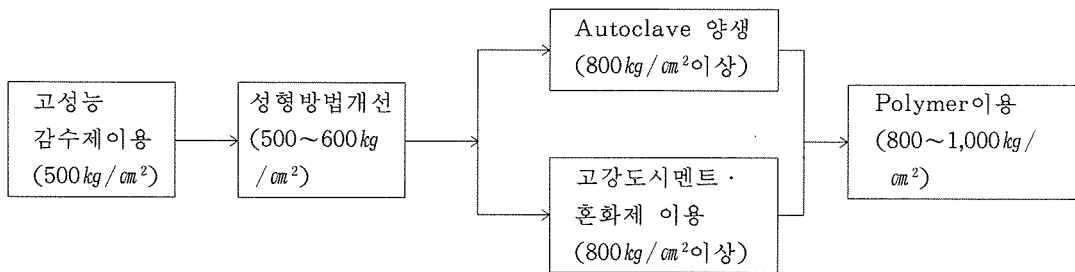 고성능
감수제이용
(500㎏/㎠)
성형방법개선
(500~600㎏
/㎠)
Autoclave 양생
(800㎏/㎠이상)
고강도시멘트·
혼화제 이용
(800㎏/㎠이상)
Polymer이용
(800~1,000㎏/
㎠)